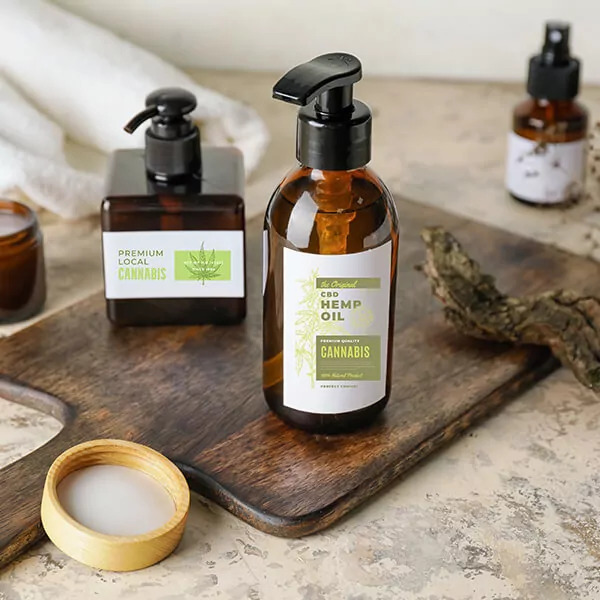 PREMIUM
LOCAL
CANNABIS
the Original
CBD
HEMP
OIL
PREMIUM QUALITY
CANNABIS
100% Natural Product